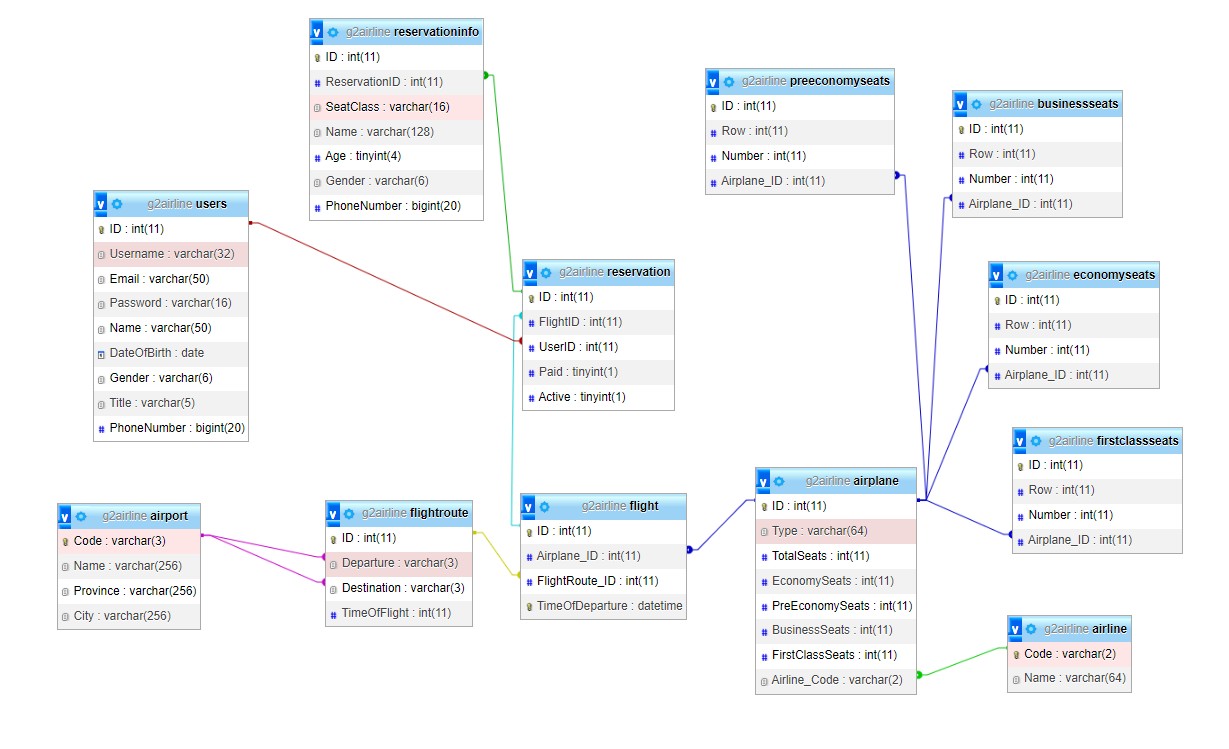 g2airline reservationinfo
ID : int(11)
ReservationID : int(11)
SeatClass : varchar(16)
Name : varchar(128)
Age : tinyint(4)
Gender : varchar(6)
PhoneNumber : bigint(20)
g2airline preeconomyseats
ID : int(11)
Row : int(11)
Number : int(11)
Airplane_ID : int(11)
g2airline businessseats
ID : int(11)
Row : int(11)
Number : int(11)
Airplane_ID : int(11)
g2airline users
ID : int(11)
Username : varchar(32)
Email : varchar(50)
Password : varchar(16)
Name : varchar(50)
DateOfBirth : date
Gender : varchar(6)
Title : varchar(5)
PhoneNumber : bigint(20)
g2airline reservation
ID : int(11)
FlightID : int(11)
UserID : int(11)
Paid : tinyint(1)
Active : tinyint(1)
g2airline economyseats
ID : int(11)
Row : int(11)
Number : int(11)
Airplane_ID : int(11)
g2airline firstclassseats
ID : int(11)
Row : int(11)
Number : int(11)
Airplane_ID : int(11)
g2airline airport
Code : varchar(3)
Name : varchar(256)
Province : varchar(256)
City : varchar(256)
g2airline flightroute
ID : int(11)
Departure : varchar(3)
Destination : varchar(3)
TimeOfFlight : int(11)
g2airline flight
ID : int(11)
Airplane_ID : int(11)
FlightRoute_ID : int(11)
TimeOfDeparture : datetime
g2airline airplane
ID : int(11)
Type : varchar(64)
TotalSeats : int(11)
EconomySeats : int(11)
PreEconomySeats : int(11)
BusinessSeats : int(11)
FirstClassSeats : int(11)
Airline_Code : varchar(2)
g2airline airline
Code : varchar(2)
Name : varchar(64)